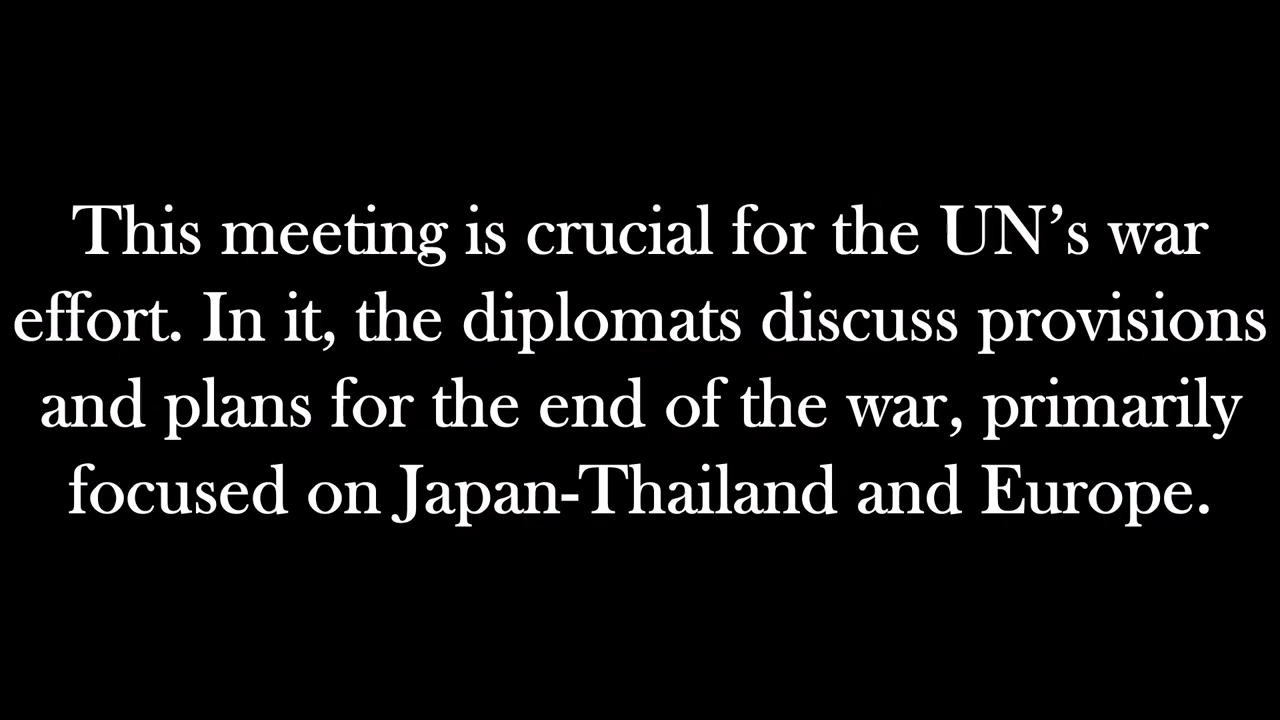 This meeting is crucial for the UN’s war
effort. In it, the diplomats discuss provisions
and plans for the end of the war, primarily
focused on Japan-Thailand and Europe.